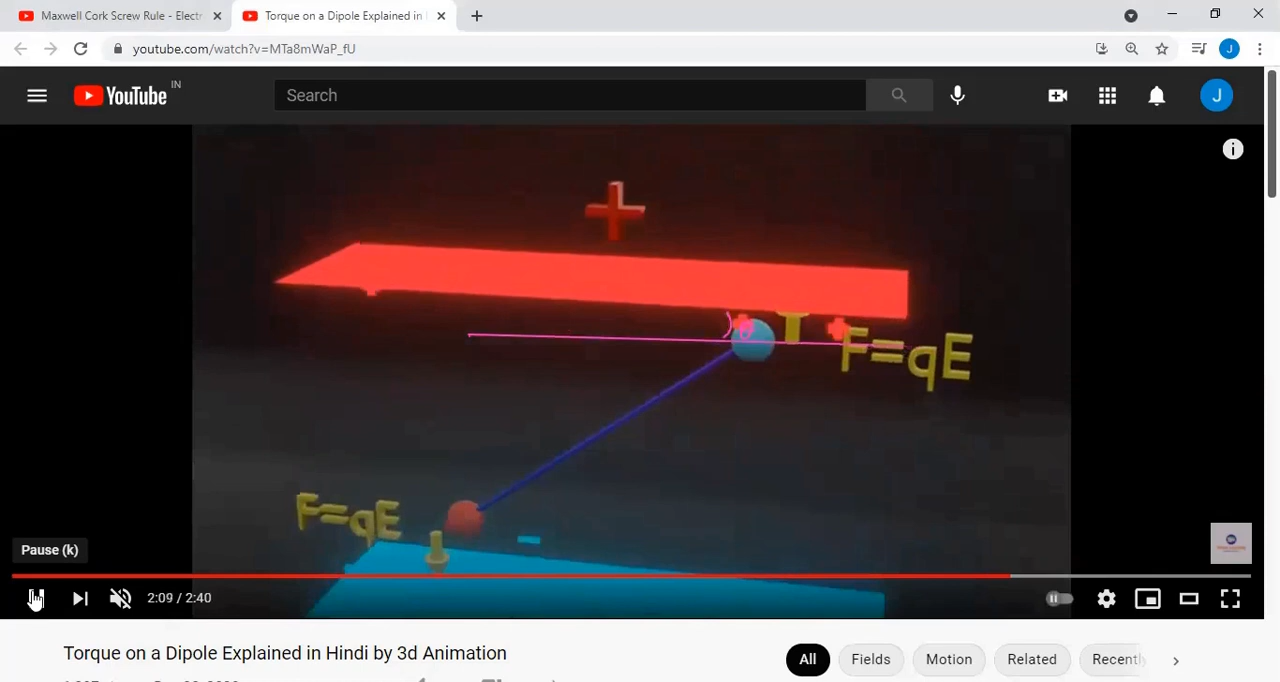 Maxwell Cork Screw Rule - Electr
Torque on a Dipole Explained in
youtube.com/watch?v=MTa8mWaP_fU
J
YouTube IN
Search
J
+
θ
F=qE
F=qE
-
Pause (k)
2:09 / 2:40
Torque on a Dipole Explained in Hindi by 3d Animation
All
Fields
Motion
Related
Recently